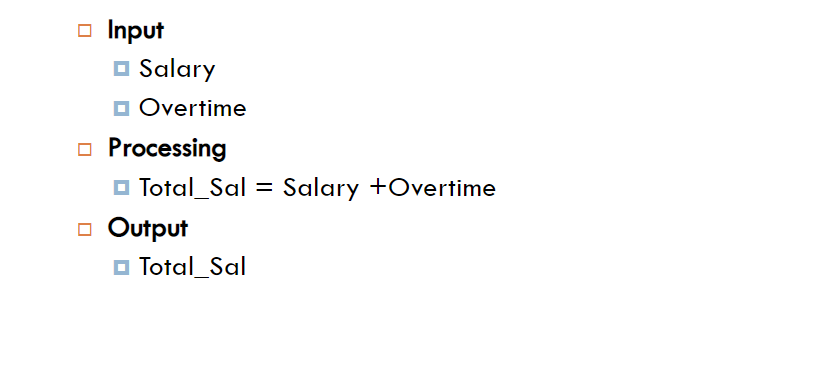 Input
Salary
Overtime
Processing
Total_Sal = Salary +Overtime
Output
Total_Sal